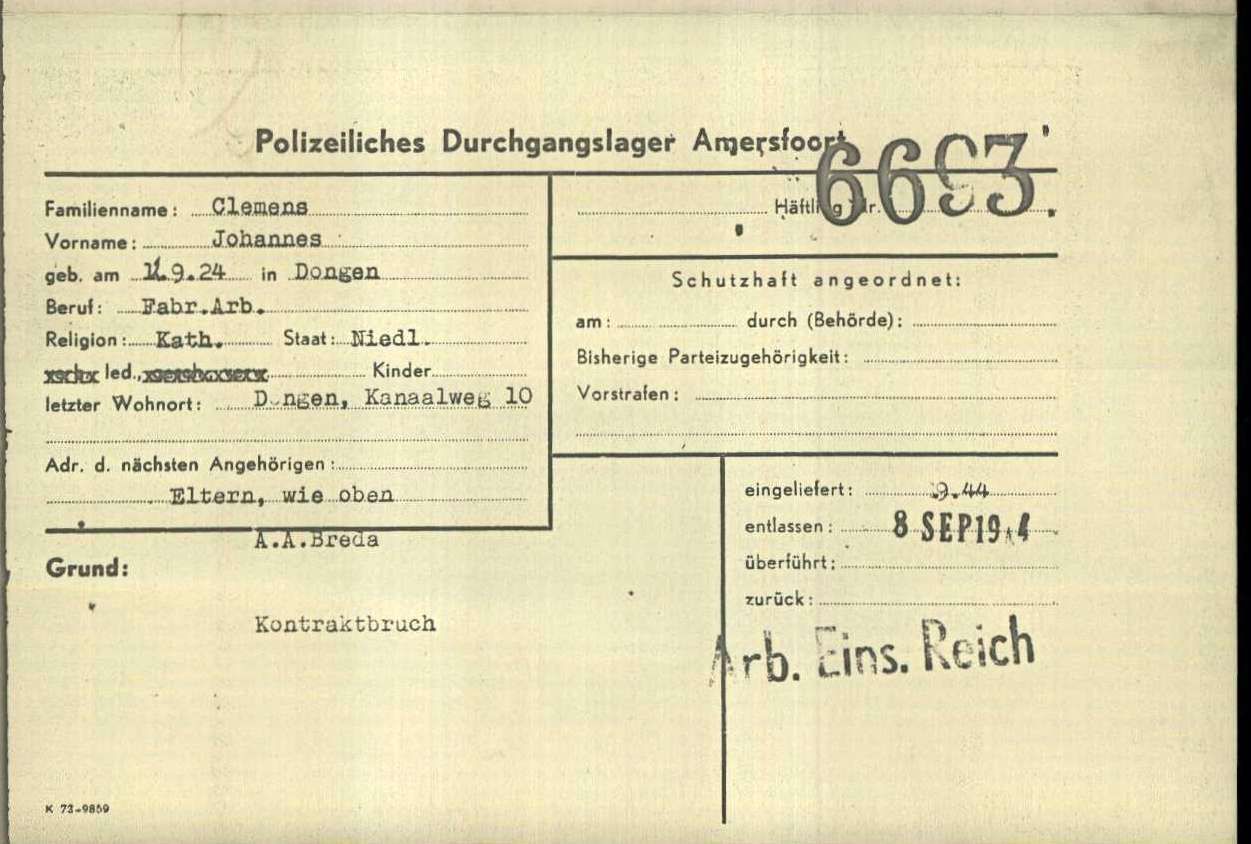 Polizeiliches Durchgangslager Amersfoort
Familienname: Clemens
Vorname: Johannes
geb. am 9.24 in Dongen
Beruf: Fabr.Arb.
Religion: Kath. Staat: Niedl.
led., Kinder
letzter Wohnort: Dongen, Kanaalweg 10
Adr. d. nächsten Angehörigen:
Eltern, wie oben
A.A.Breda
Grund:
Kontraktbruch
K 73-9859
Häftling Nr. 6693
Schutzhaft angeordnet:
am: durch (Behörde):
Bisherige Parteizugehörigkeit:
Vorstrafen:
eingeliefert: 9.44
entlassen: 8 SEP19 4
überführt:
zurück:
Arb. Eins. Reich